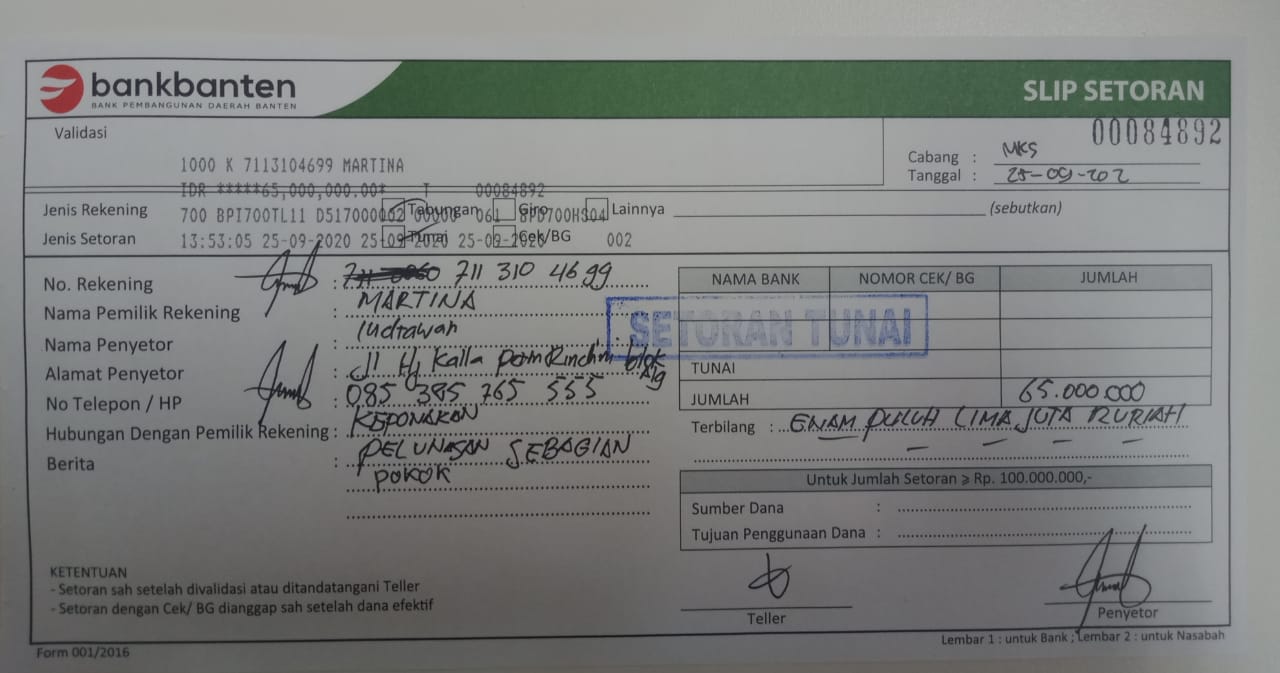 bankbanten
BANK PEMBANGUNAN DAERAH BANTEN
SLIP SETORAN
00084892
Validasi
1000 K 7113104699 MARTINA
IDR *****65,000,000.00* T 00084892
700 BPI700TL11 D517000002 00000 061 BPD700HS04
13:53:05 25-09-2020 25-09-2020 25-09-2020 002
Cabang : MKS
Tanggal : 25-09-202
Jenis Rekening Tabungan Giro Lainnya (sebutkan)
Jenis Setoran Tunai Cek/BG
No. Rekening : 711 310 4699
Nama Pemilik Rekening : MARTINA
Nama Penyetor : Indrawan
Alamat Penyetor : Jl Hj Kalla blok
No Telepon / HP : 085 385 765 555
Hubungan Dengan Pemilik Rekening : KEPONAKAN
Berita : PELUNASAN SEBAGIAN
POKOK
NAMA BANK NOMOR CEK/ BG JUMLAH
SETORAN TUNAI
TUNAI
JUMLAH 65.000.000
Terbilang : ENAM PULUH LIMA JUTA RUPIAH
Untuk Jumlah Setoran ⩾ Rp. 100.000.000,-
Sumber Dana :
Tujuan Penggunaan Dana :
KETENTUAN
- Setoran sah setelah divalidasi atau ditandatangani Teller
- Setoran dengan Cek/ BG dianggap sah setelah dana efektif
Teller
Penyetor
Form 001/2016
Lembar 1 : untuk Bank ; Lembar 2 : untuk Nasabah